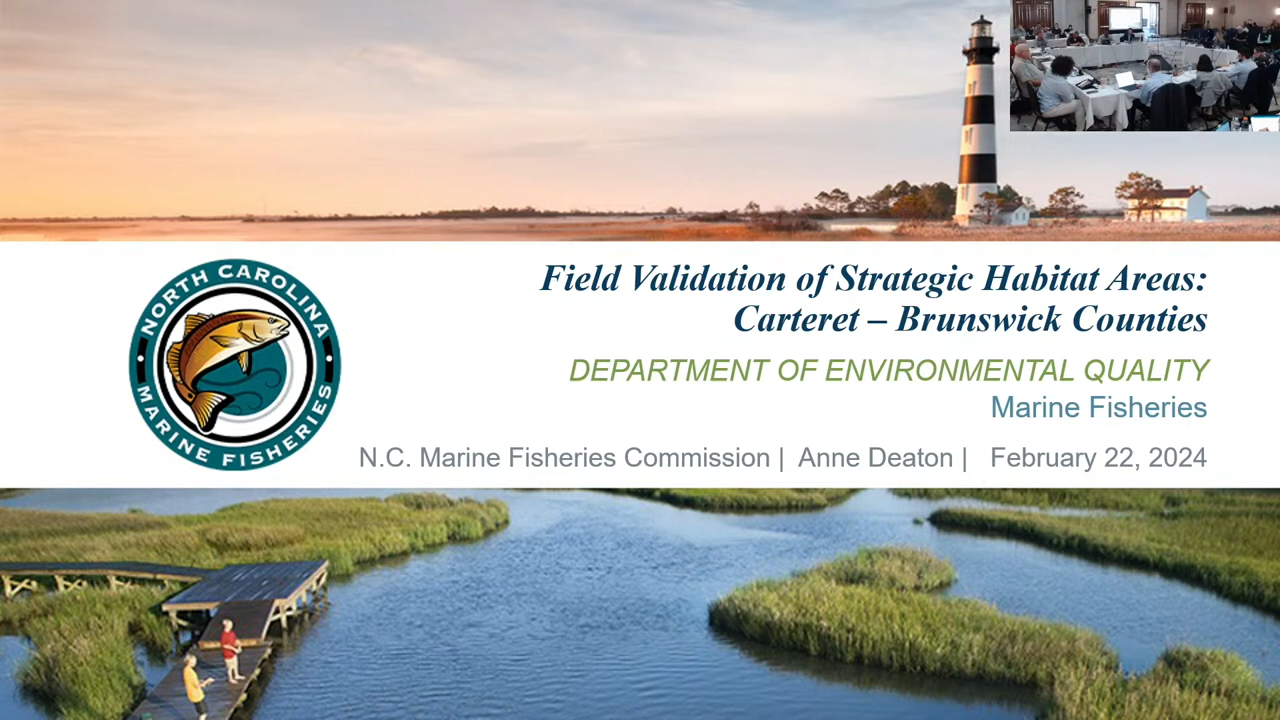 NORTH CAROLINA
MARINE FISHERIES
Field Validation of Strategic Habitat Areas:
Carteret – Brunswick Counties
DEPARTMENT OF ENVIRONMENTAL QUALITY
Marine Fisheries
N.C. Marine Fisheries Commission | Anne Deaton | February 22, 2024